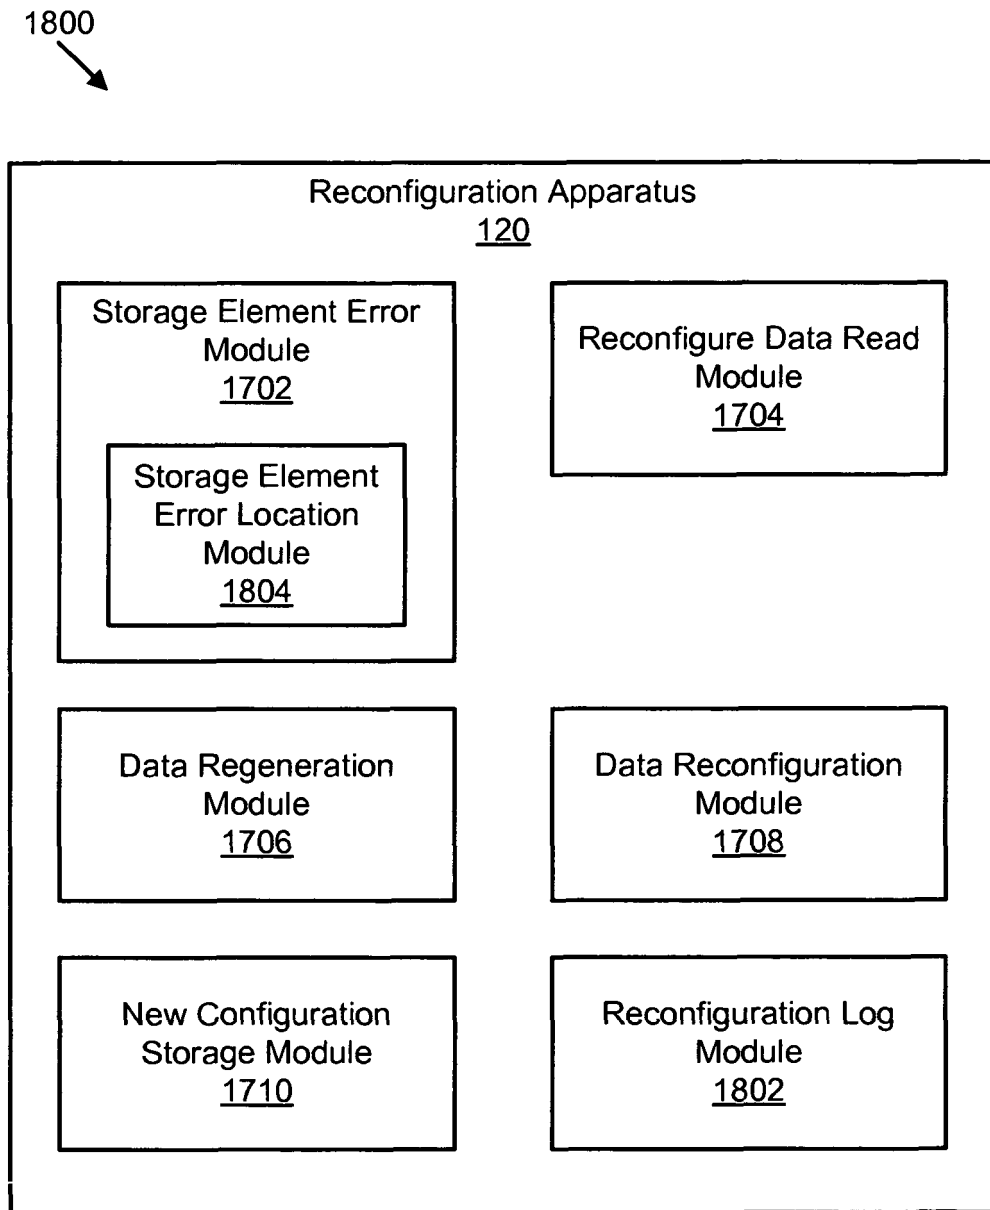 1800
Reconfiguration Apparatus
120
Storage Element Error
Module
1702
Storage Element
Error Location
Module
1804
Reconfigure Data Read
Module
1704
Data Regeneration
Module
1706
Data Reconfiguration
Module
1708
New Configuration
Storage Module
1710
Reconfiguration Log
Module
1802